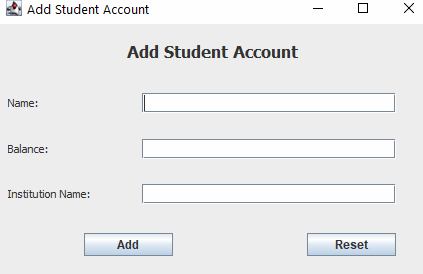 Add Student Account
Add Student Account
Name:
Balance:
Institution Name:
Add Reset